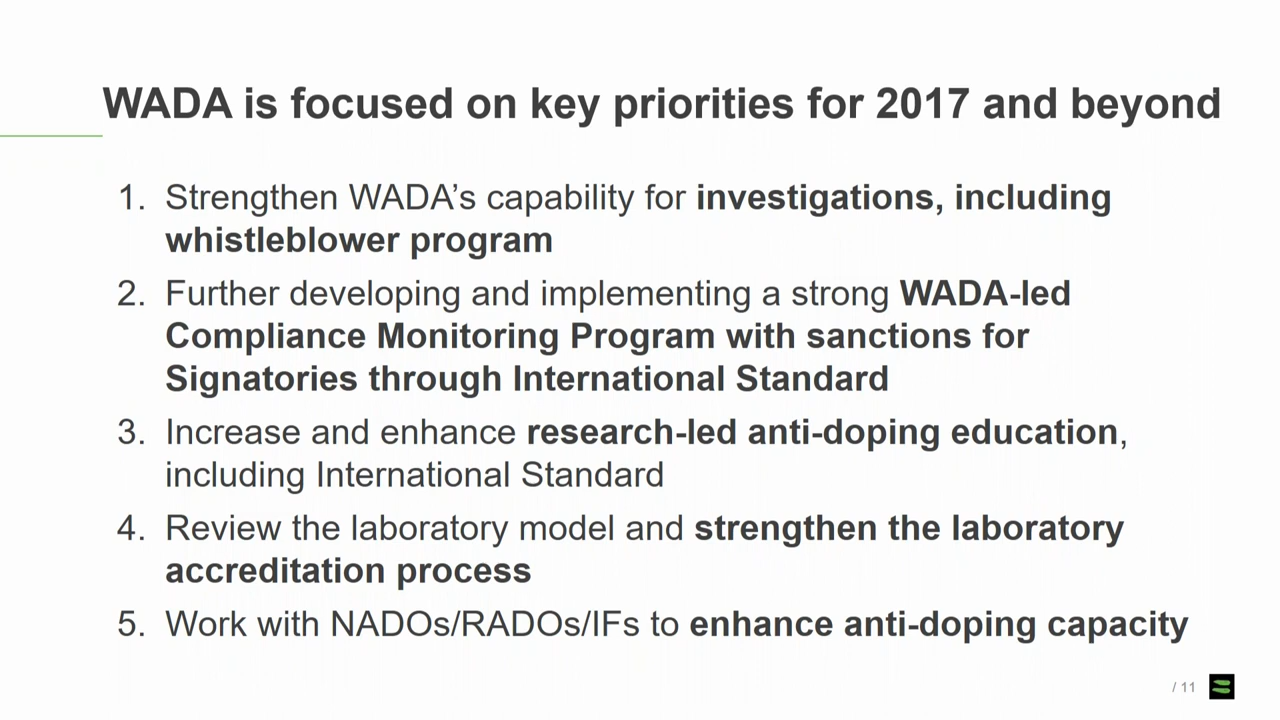 WADA is focused on key priorities for 2017 and beyond
1. Strengthen WADA’s capability for investigations, including
whistleblower program
2. Further developing and implementing a strong WADA-led
Compliance Monitoring Program with sanctions for
Signatories through International Standard
3. Increase and enhance research-led anti-doping education,
including International Standard
4. Review the laboratory model and strengthen the laboratory
accreditation process
5. Work with NADOs/RADOs/IFs to enhance anti-doping capacity
/ 11